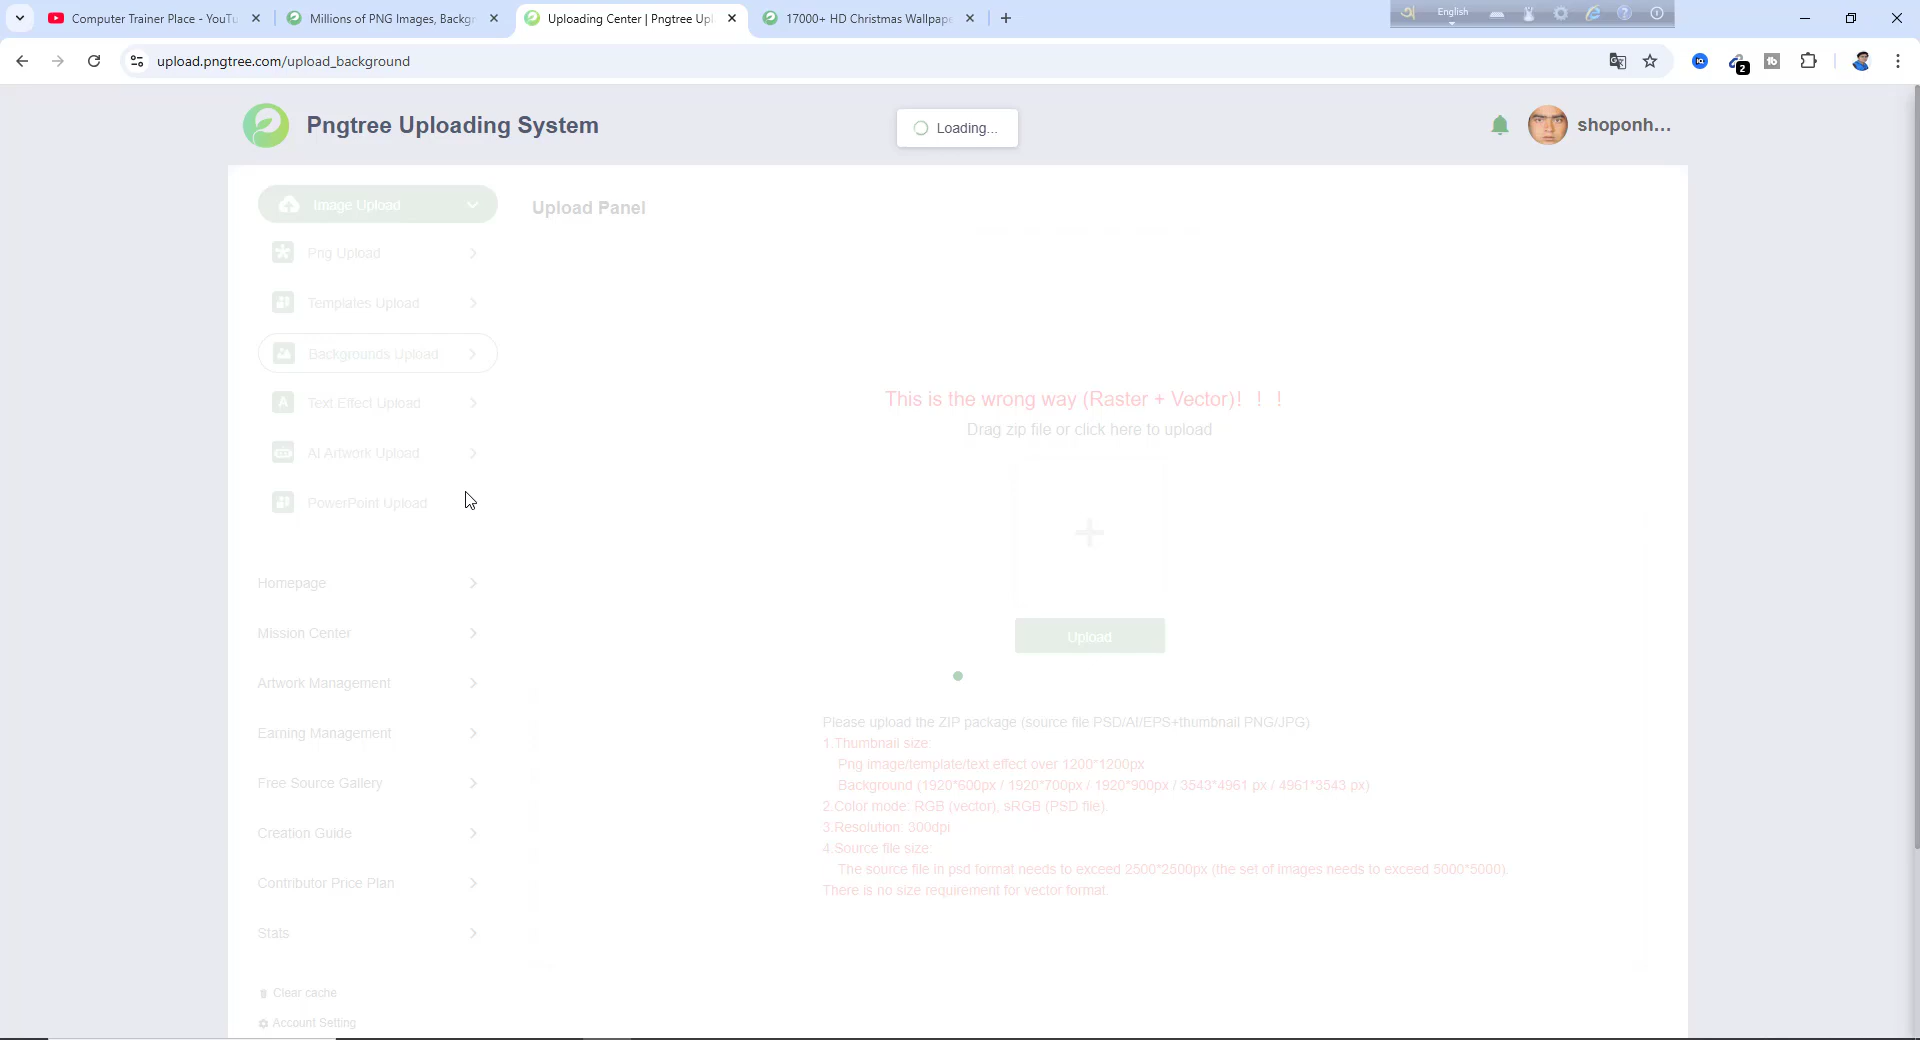 Computer Trainer Place - YouTu
Millions of PNG Images, Backgr
Uploading Center | Pngtree Upl
17000+ HD Christmas Wallpape
English
upload.pngtree.com/upload_background
2
Pngtree Uploading System
Loading...
shoponh...
Image Upload
Upload Panel
Png Upload
Templates Upload
Backgrounds Upload
This is the wrong way (Raster + Vector)！！！
Text Effect Upload
Drag zip file or click here to upload
AI Artwork Upload
PowerPoint Upload
Homepage
Mission Center
Upload
Artwork Management
Please upload the ZIP package (source file PSD/AI/EPS+thumbnail PNG/JPG)
Earning Management
1.Thumbnail size:
Png image/template/text effect over 1200*1200px
Free Source Gallery
Background (1920*600px / 1920*700px / 1920*900px / 3543*4961 px / 4961*3543 px)
2.Color mode: RGB (vector), sRGB (PSD file).
Creation Guide
3.Resolution: 300dpi
4.Source file size:
The source file in psd format needs to exceed 2500*2500px (the set of images needs to exceed 5000*5000).
Contributor Price Plan
There is no size requirement for vector format.
Stats
Clear cache
Account Setting